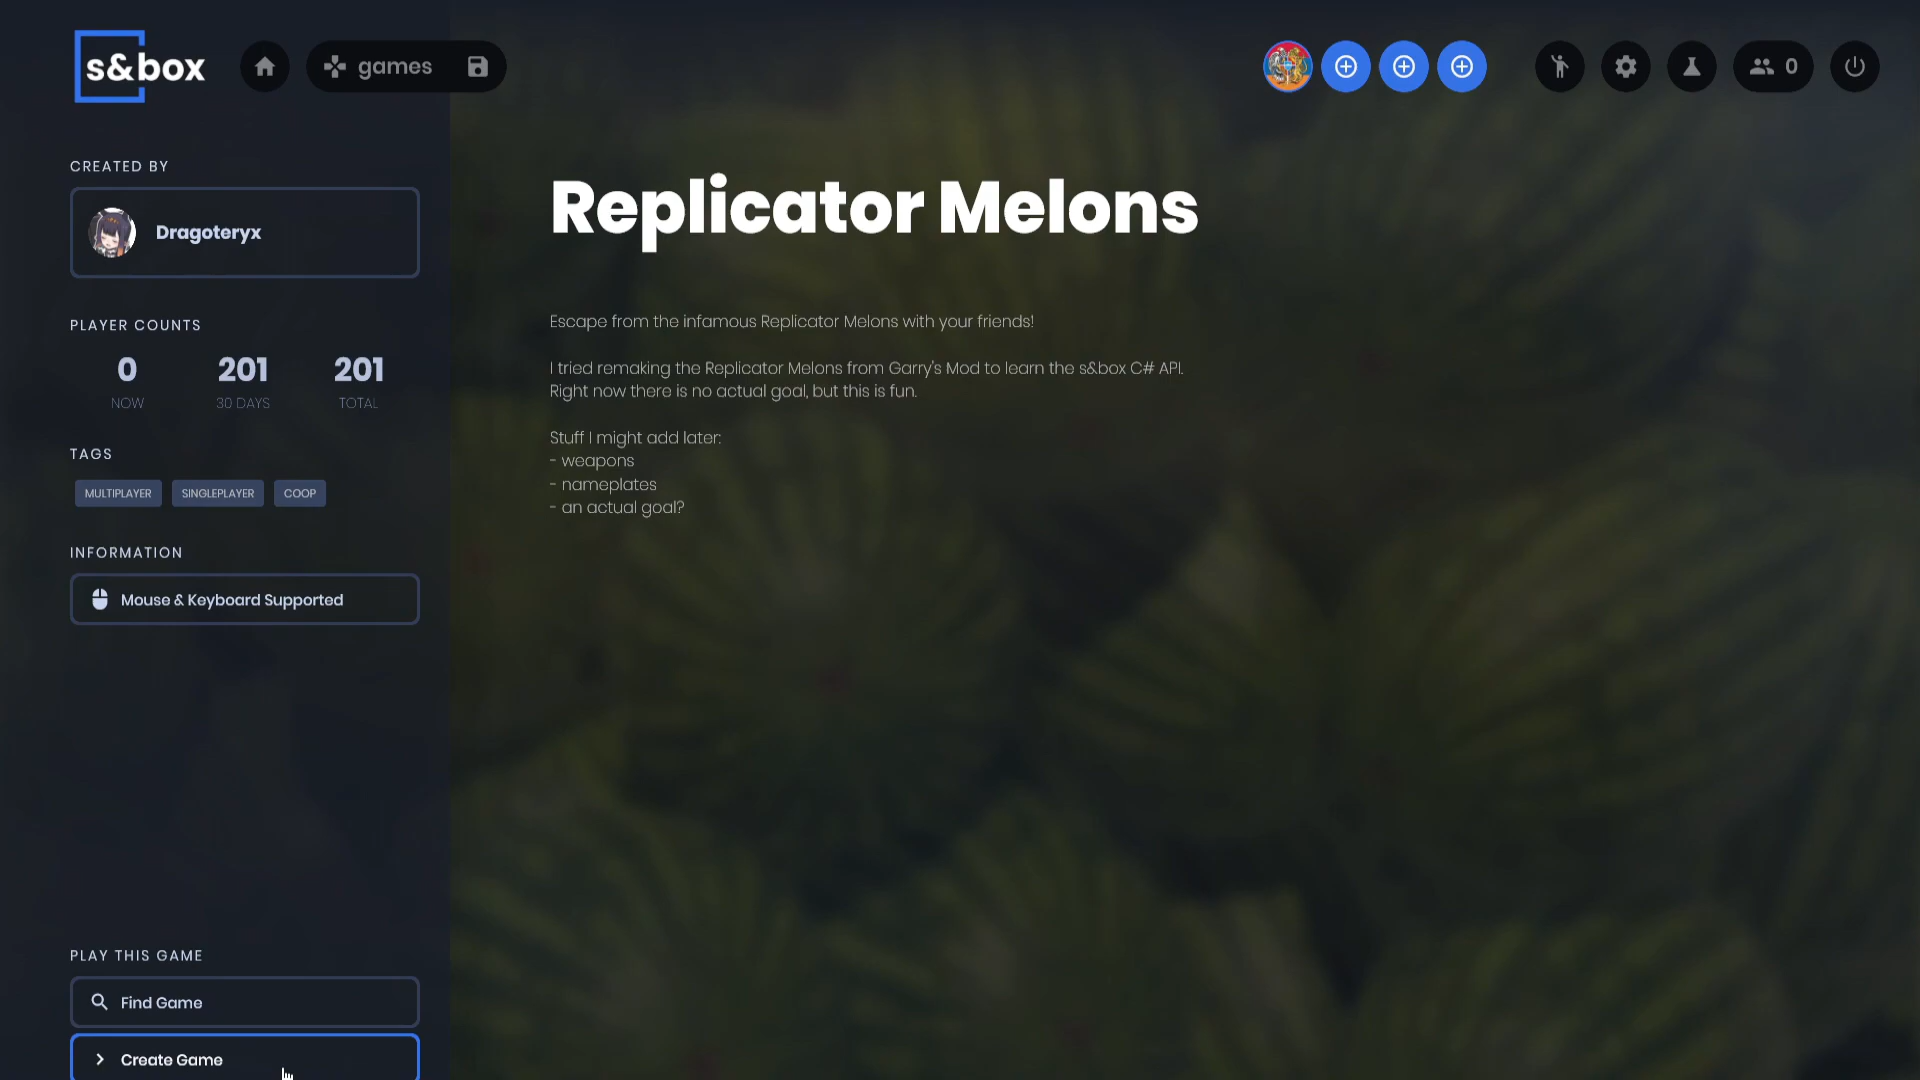 s&box
games
0
CREATED BY
Dragoteryx
PLAYER COUNTS
0 201 201
NOW 30 DAYS TOTAL
TAGS
MULTIPLAYER SINGLEPLAYER COOP
INFORMATION
Mouse & Keyboard Supported
PLAY THIS GAME
Find Game
Create Game
Replicator Melons
Escape from the infamous Replicator Melons with your friends!
I tried remaking the Replicator Melons from Garry's Mod to learn the s&box C# API.
Right now there is no actual goal, but this is fun.
Stuff I might add later:
- weapons
- nameplates
- an actual goal?